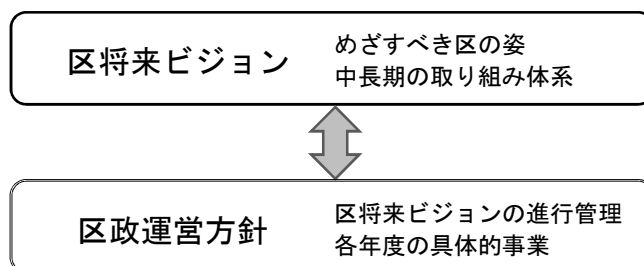 区将来ビジョン
めざすべき区の姿
中長期の取り組み体系
区政運営方針
区将来ビジョンの進行管理
各年度の具体的事業